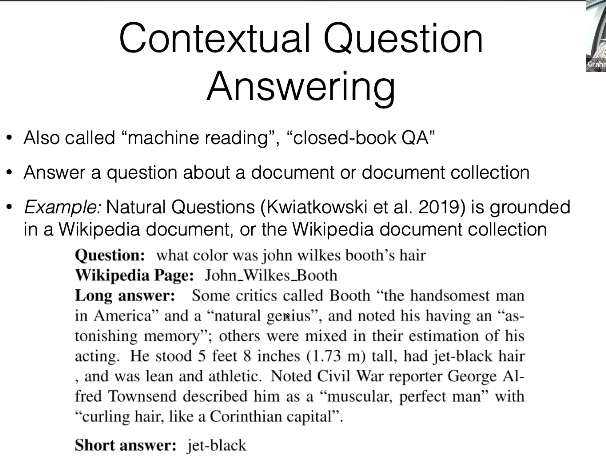 Contextual Question
Answering
• Also called “machine reading”, “closed-book QA”
• Answer a question about a document or document collection
• Example: Natural Questions (Kwiatkowski et al. 2019) is grounded
in a Wikipedia document, or the Wikipedia document collection
Question: what color was john wilkes booth's hair
Wikipedia Page: John_Wilkes_Booth
Long answer: Some critics called Booth “the handsomest man
in America” and a “natural genius”, and noted his having an “as-
tonishing memory”; others were mixed in their estimation of his
acting. He stood 5 feet 8 inches (1.73 m) tall, had jet-black hair
, and was lean and athletic. Noted Civil War reporter George Al-
fred Townsend described him as a “muscular, perfect man” with
“curling hair, like a Corinthian capital”.
Short answer: jet-black